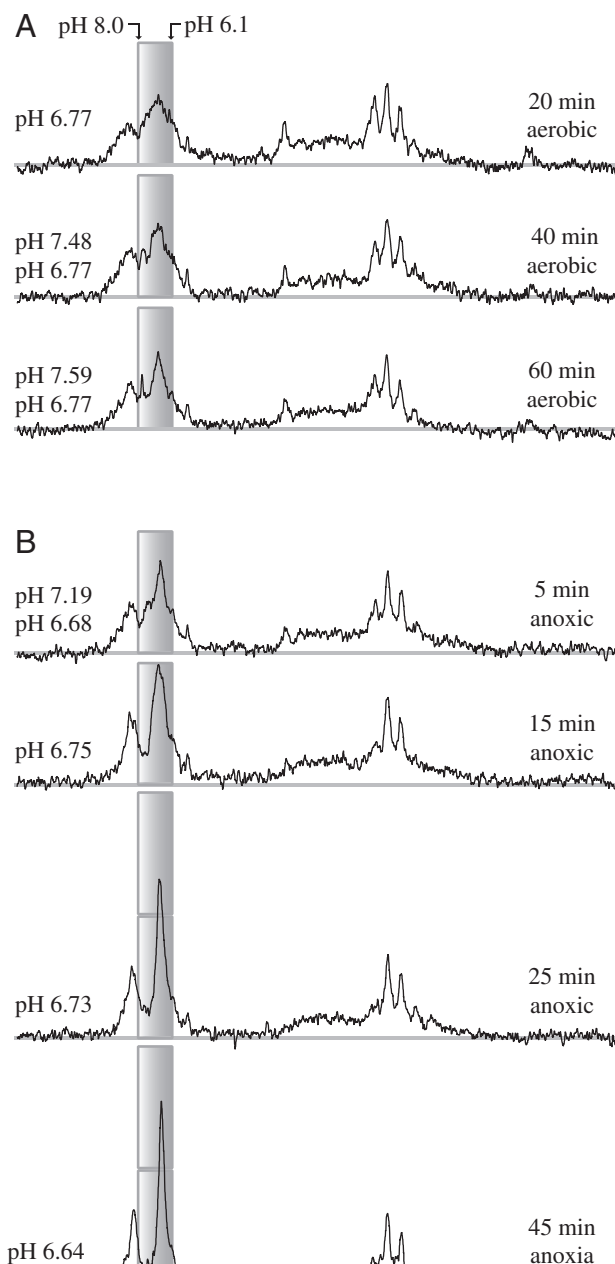 A
pH 8.0
pH 6.1
pH 6.77
20 min
aerobic
pH 7.48
pH 6.77
40 min
aerobic
pH 7.59
pH 6.77
60 min
aerobic
B
pH 7.19
pH 6.68
5 min
anoxic
pH 6.75
15 min
anoxic
pH 6.73
25 min
anoxic
pH 6.64
45 min
anoxia